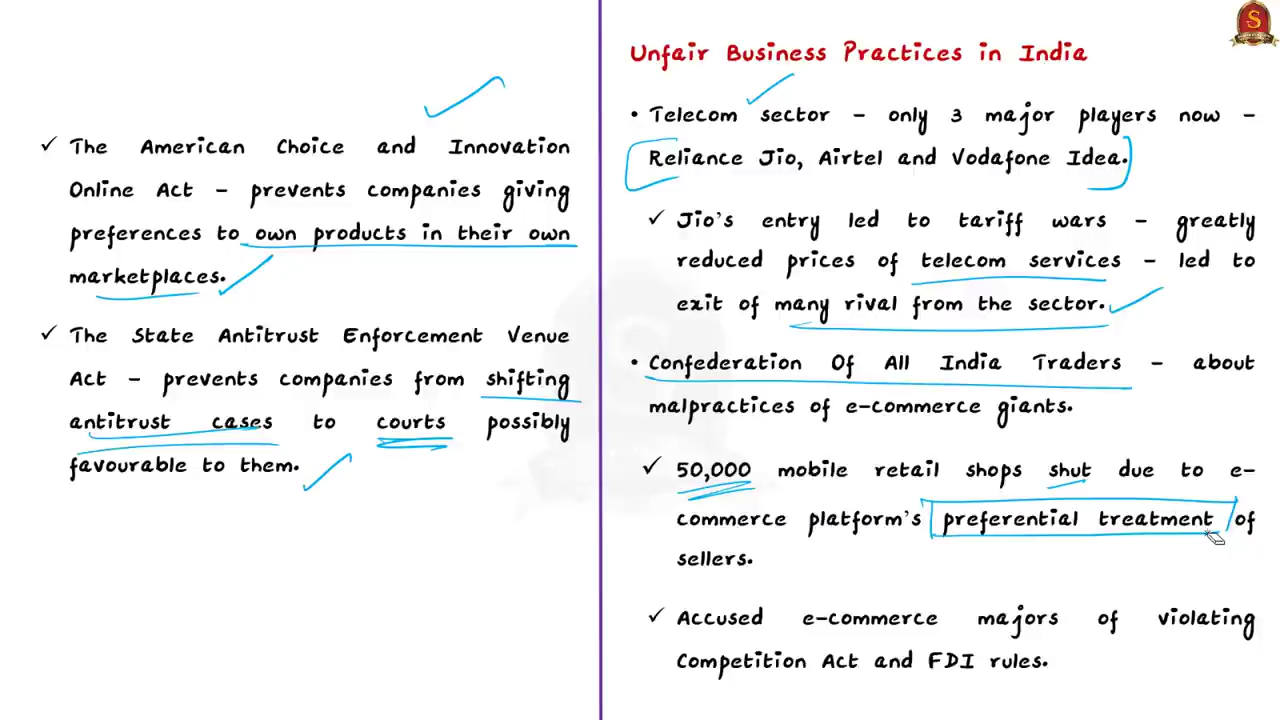 ✓ The American Choice and Innovation
Online Act - prevents companies giving
preferences to own products in their own
marketplaces.
✓ The State Antitrust Enforcement Venue
Act - prevents companies from shifting
antitrust cases to courts possibly
favourable to them.
Unfair Business Practices in India
• Telecom sector - only 3 major players now -
Reliance Jio, Airtel and Vodafone Idea.
✓ Jio's entry led to tariff wars - greatly
reduced prices of telecom services - led to
exit of many rival from the sector.
• Confederation Of All India Traders - about
malpractices of e-commerce giants.
✓ 50,000 mobile retail shops shut due to e-
commerce platform's preferential treatment of
sellers.
✓ Accused e-commerce majors of violating
Competition Act and FDI rules.